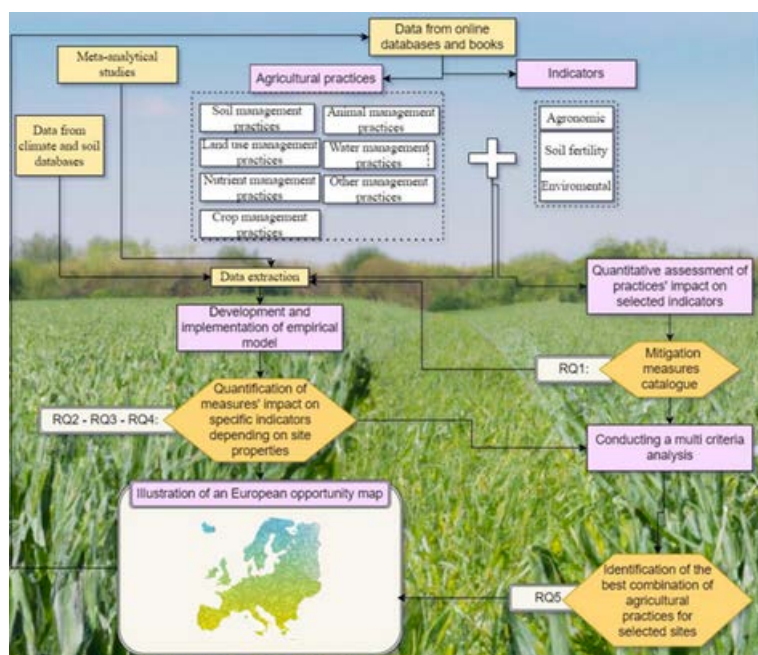 Data from online
databases and books
Meta-analytical
studies
Agricultural practices
Indicators
Data from
climate and soil
databases
Soil management
practices
Animal management
practices
Land use management
practices
Water management
practices
Nutrient management
practices
Other management
practices
Crop management
practices
Agronomic
Soil fertility
Enviromental
Data extraction
Quantitative assessment of
practices' impact on
selected indicators
Development and
implementation of empirical
model
RQ1:
Mitigation
measures
catalogue
RQ2 - RQ3 - RQ4:
Quantification of
measures' impact on
specific indicators
depending on site
properties
Conducting a multi criteria
analysis
Illustration of an European opportunity map
RQ5
Identification of the
best combination of
agricultural
practices for
selected sites